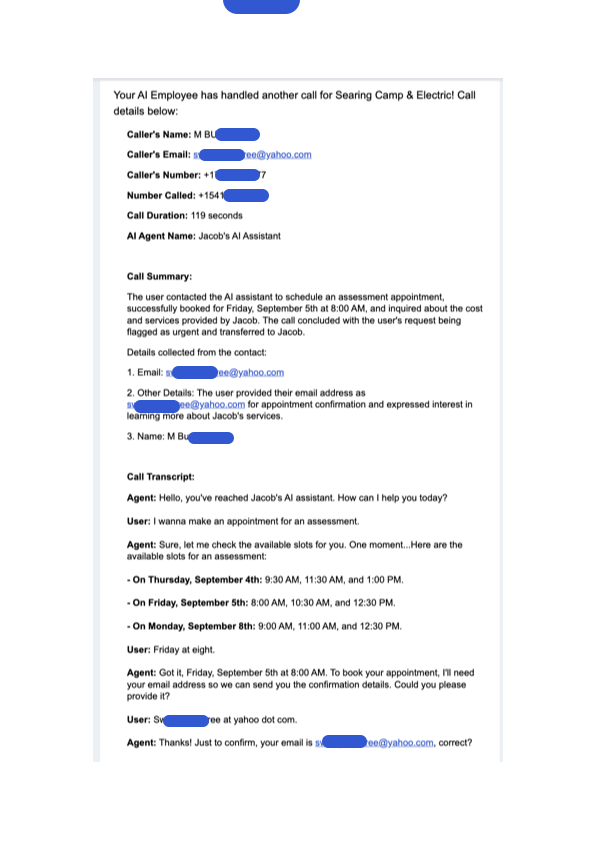 Your AI Employee has handled another call for Searing Camp & Electric! Call
details below:
Caller's Name: M BU
Caller's Email: s ee@yahoo.com
Caller's Number: +1 7
Number Called: +1541
Call Duration: 119 seconds
AI Agent Name: Jacob's AI Assistant
Call Summary:
The user contacted the AI assistant to schedule an assessment appointment,
successfully booked for Friday, September 5th at 8:00 AM, and inquired about the cost
and services provided by Jacob. The call concluded with the user's request being
flagged as urgent and transferred to Jacob.
Details collected from the contact:
1. Email: s ee@yahoo.com
2. Other Details: The user provided their email address as
sv ee@yahoo.com for appointment confirmation and expressed interest in
learning more about Jacob's services.
3. Name: M Bu
Call Transcript:
Agent: Hello, you've reached Jacob's AI assistant. How can I help you today?
User: I wanna make an appointment for an assessment.
Agent: Sure, let me check the available slots for you. One moment...Here are the
available slots for an assessment:
- On Thursday, September 4th: 9:30 AM, 11:30 AM, and 1:00 PM.
- On Friday, September 5th: 8:00 AM, 10:30 AM, and 12:30 PM.
- On Monday, September 8th: 9:00 AM, 11:00 AM, and 12:30 PM.
User: Friday at eight.
Agent: Got it, Friday, September 5th at 8:00 AM. To book your appointment, I'll need
your email address so we can send you the confirmation details. Could you please
provide it?
User: Sv ree at yahoo dot com.
Agent: Thanks! Just to confirm, your email is sv ee@yahoo.com, correct?